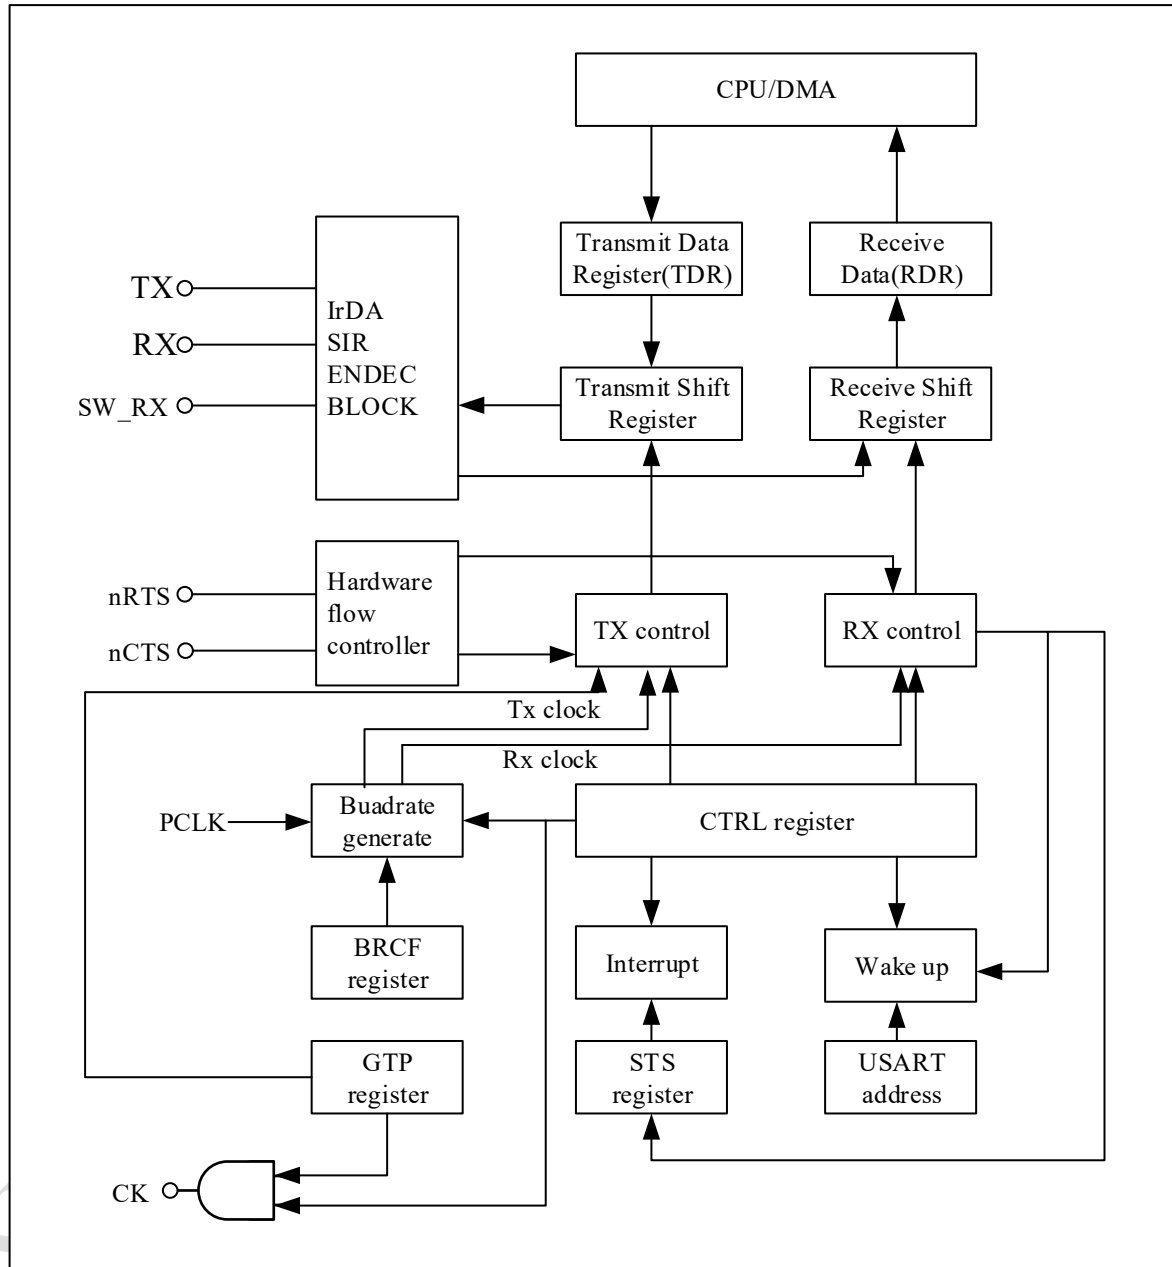 CPU/DMA
Transmit Data
Register(TDR)
Receive
Data(RDR)
TX
RX
SW_RX
IrDA
SIR
ENDEC
BLOCK
Transmit Shift
Register
Receive Shift
Register
nRTS
nCTS
Hardware
flow
controller
TX control
RX control
Tx clock
Rx clock
PCLK
Buadrate
generate
CTRL register
BRCF
register
Interrupt
Wake up
GTP
register
STS
register
USART
address
CK